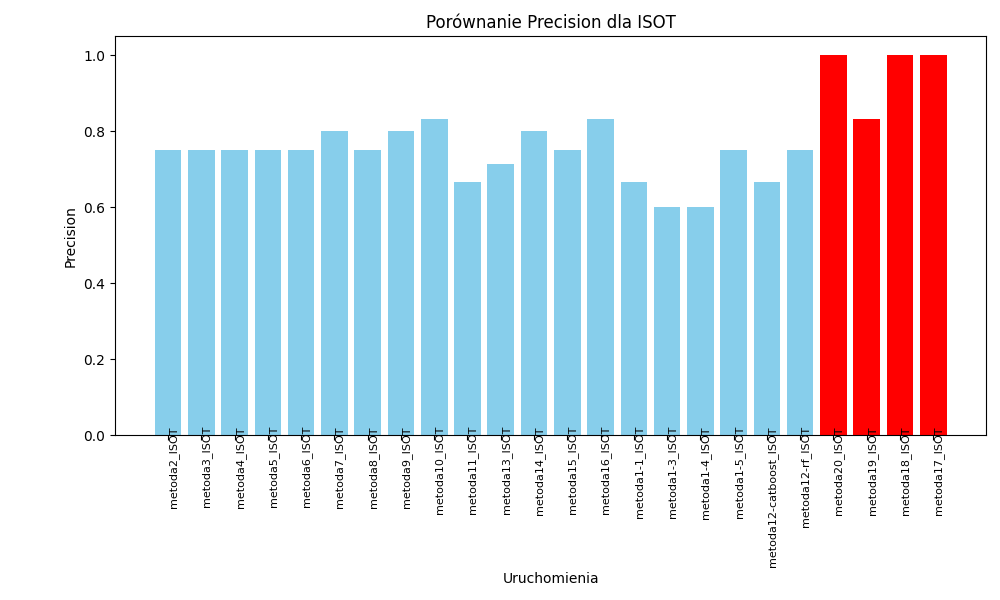 Porównanie Precision dla ISOT
Precision
1.0
0.8
0.6
0.4
0.2
0.0
metoda2_ISOT
metoda3_ISOT
metoda4_ISOT
metoda5_ISOT
metoda6_ISOT
metoda7_ISOT
metoda8_ISOT
metoda9_ISOT
metoda10_ISOT
metoda11_ISOT
metoda13_ISOT
metoda14_ISOT
metoda15_ISOT
metoda16_ISOT
metoda1-1_ISOT
metoda1-3_ISOT
metoda1-4_ISOT
metoda1-5_ISOT
metoda12-catboost_ISOT
metoda12-rf_ISOT
metoda20_ISOT
metoda19_ISOT
metoda18_ISOT
metoda17_ISOT
Uruchomienia